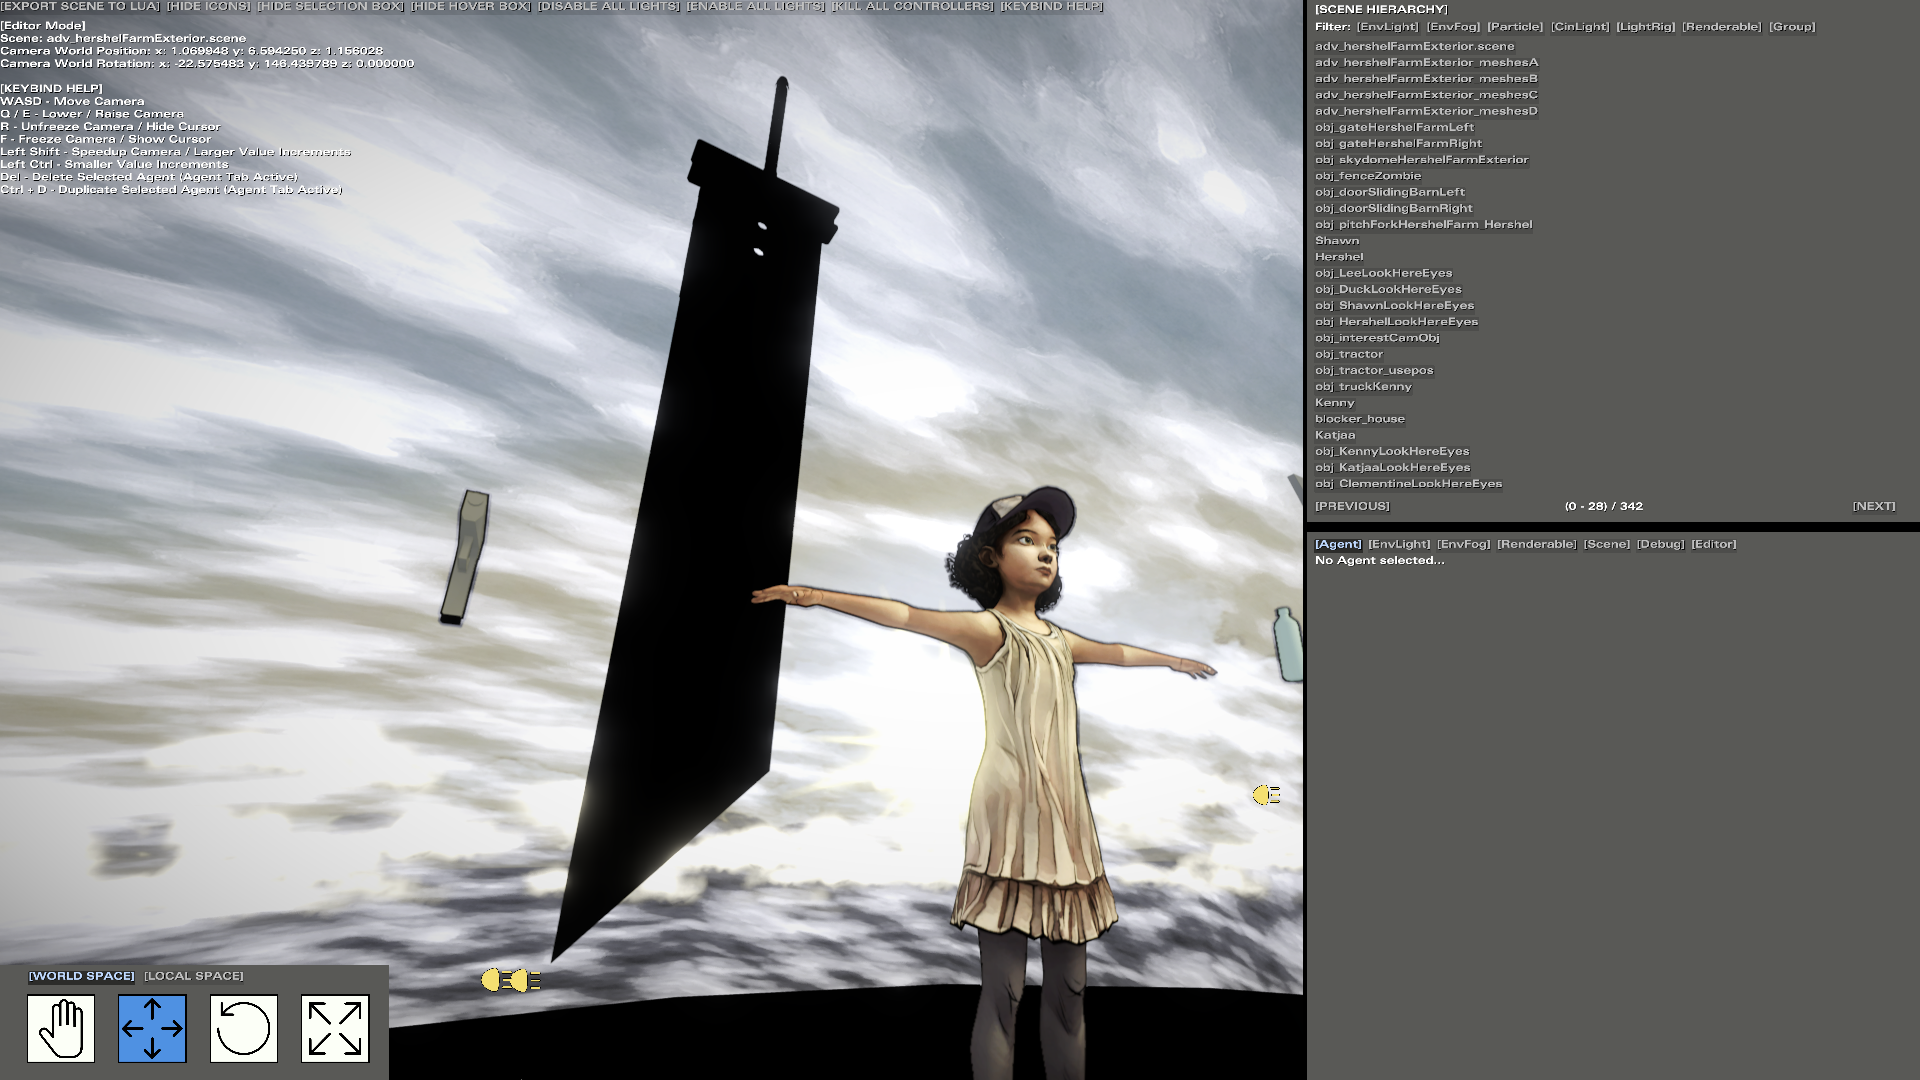 [EXPORT SCENE TO LUA] [HIDE ICONS] [HIDE SELECTION BOX] [HIDE HOVER BOX] [DISABLE ALL LIGHTS] [ENABLE ALL LIGHTS] [KILL ALL CONTROLLERS] [KEYBIND HELP]
[Editor Mode]
Scene: adv_hershelFarmExterior.scene
Camera World Position: x: 1.069948 y: 6.594250 z: 1.156028
Camera World Rotation: x: -22.575483 y: 146.439789 z: 0.000000
[KEYBIND HELP]
WASD - Move Camera
Q / E - Lower / Raise Camera
R - Unfreeze Camera / Hide Cursor
F - Freeze Camera / Show Cursor
Left Shift - Speedup Camera / Larger Value Increments
Left Ctrl - Smaller Value Increments
Del - Delete Selected Agent (Agent Tab Active)
Ctrl + D - Duplicate Selected Agent (Agent Tab Active)
[WORLD SPACE] [LOCAL SPACE]
[SCENE HIERARCHY]
Filter: [EnvLight] [EnvFog] [Particle] [CinLight] [LightRig] [Renderable] [Group]
adv_hershelFarmExterior.scene
adv_hershelFarmExterior_meshesA
adv_hershelFarmExterior_meshesB
adv_hershelFarmExterior_meshesC
adv_hershelFarmExterior_meshesD
obj_gateHershelFarmLeft
obj_gateHershelFarmRight
obj_skydomeHershelFarmExterior
obj_fenceZombie
obj_doorSlidingBarnLeft
obj_doorSlidingBarnRight
obj_pitchForkHershelFarm_Hershel
Shawn
Hershel
obj_LeeLookHereEyes
obj_DuckLookHereEyes
obj_ShawnLookHereEyes
obj_HershelLookHereEyes
obj_interestCamObj
obj_tractor
obj_tractor_usepos
obj_truckKenny
Kenny
blocker_house
Katjaa
obj_KennyLookHereEyes
obj_KatjaaLookHereEyes
obj_ClementineLookHereEyes
[PREVIOUS] (0 - 28) / 342 [NEXT]
[Agent] [EnvLight] [EnvFog] [Renderable] [Scene] [Debug] [Editor]
No Agent selected...